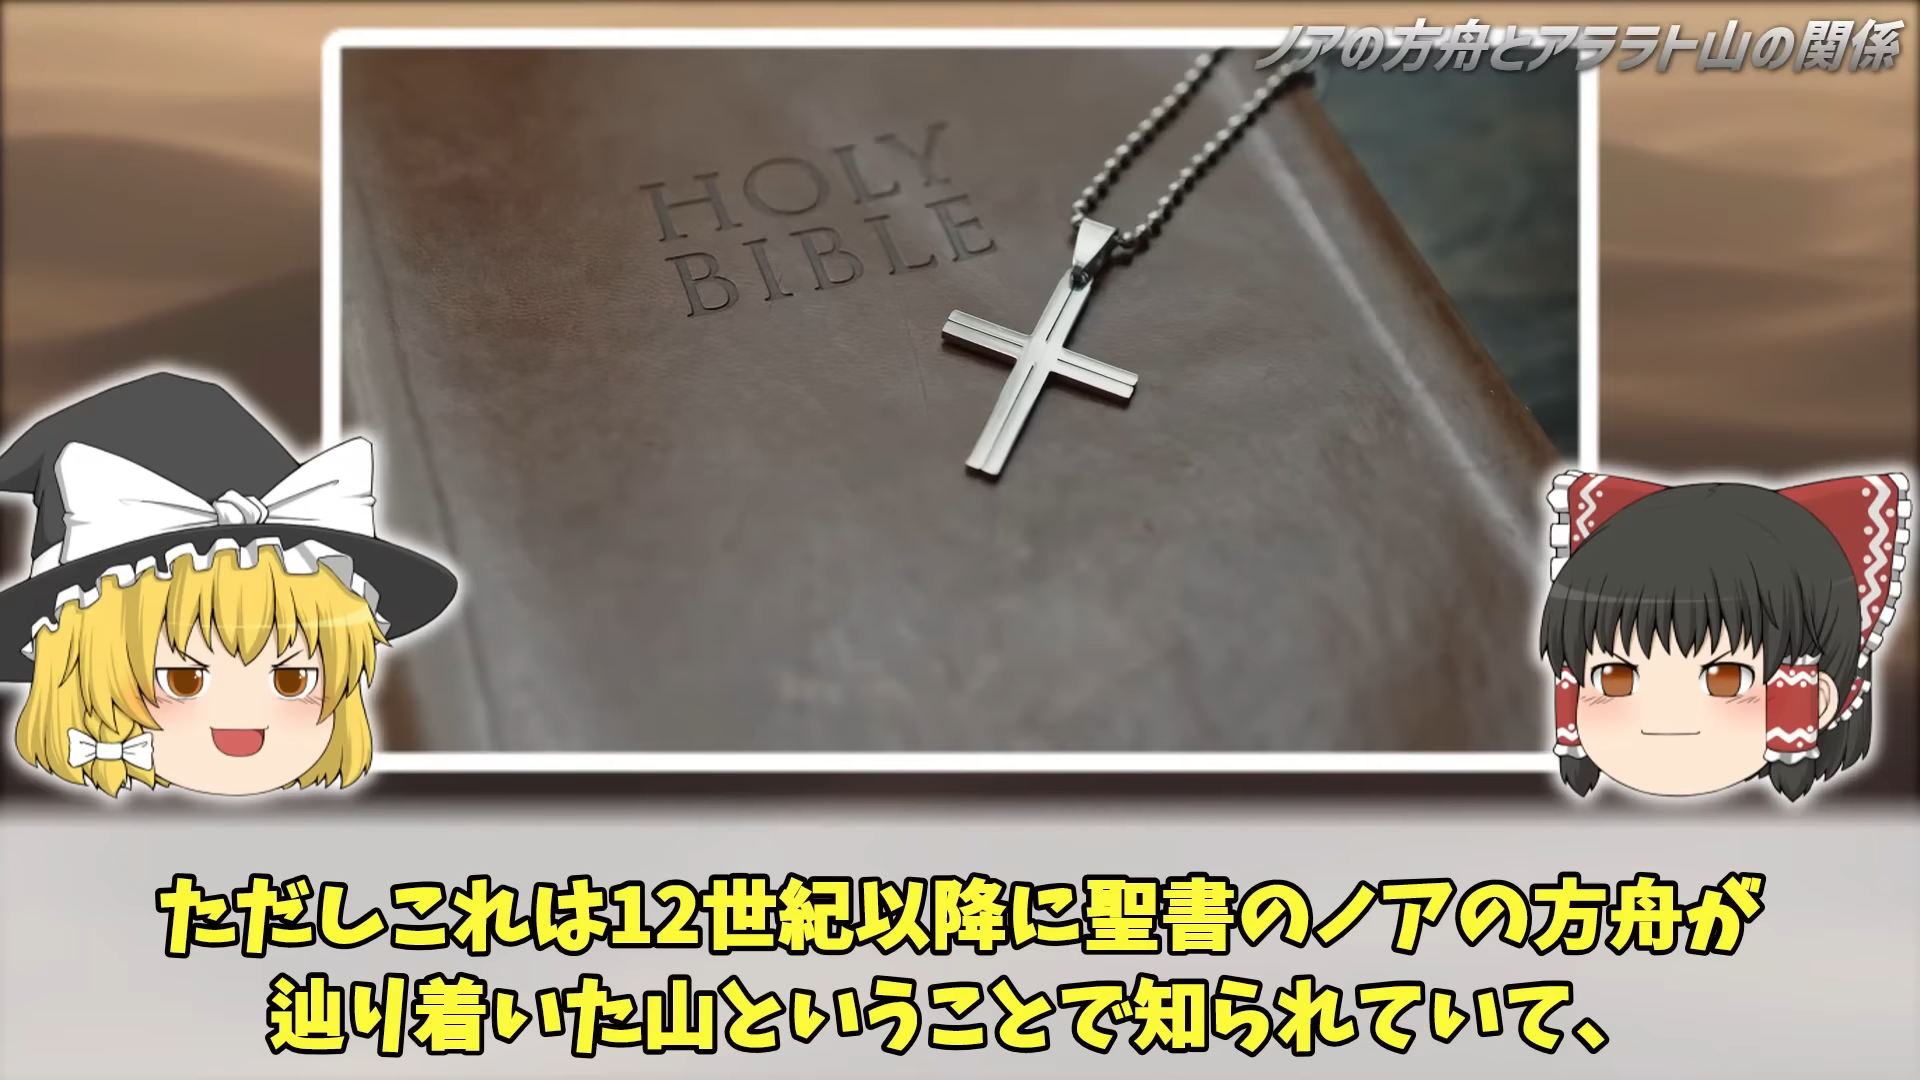 ノアの方舟とアララト山の関係
HOLY
BIBLE
ただしこれは12世紀以降に聖書のノアの方舟が
辿り着いた山ということで知られていて、